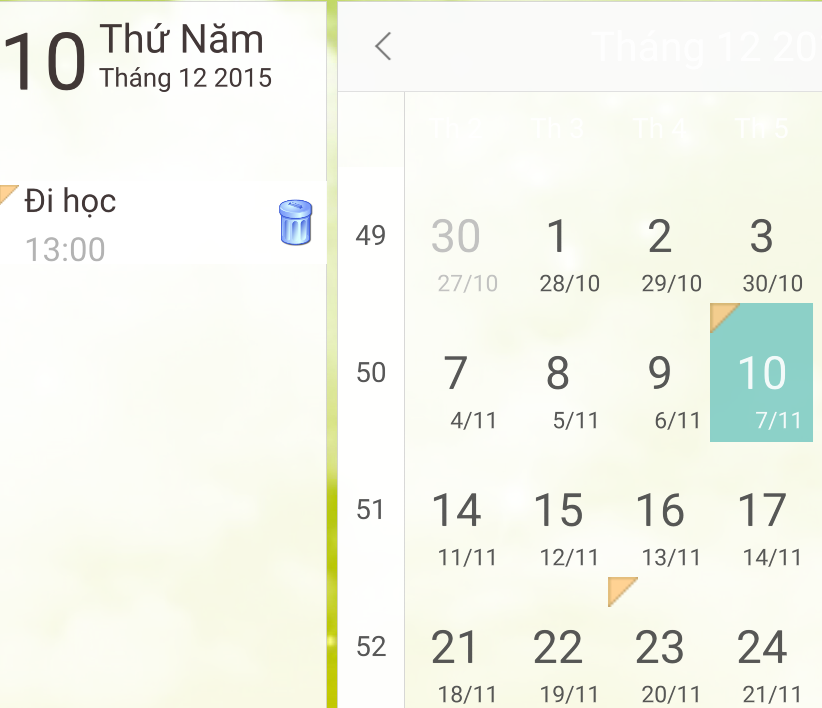 10
Thứ Năm
Tháng 12 2015
Đi học
13:00
Tháng 12 20
Th 2 Th 3 Th 4 Th 5
49 30 1 2 3
27/10 28/10 29/10 30/10
50 7 8 9 10
4/11 5/11 6/11 7/11
51 14 15 16 17
11/11 12/11 13/11 14/11
52 21 22 23 24
18/11 19/11 20/11 21/11